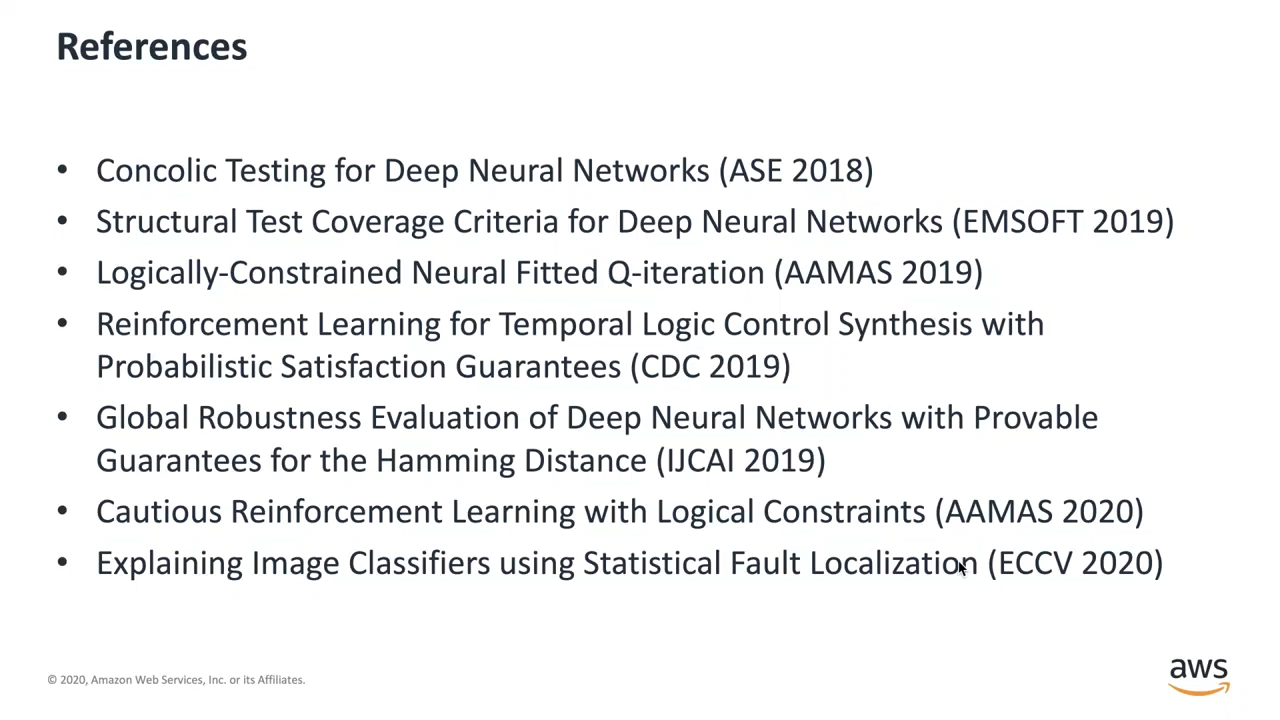 References
• Concolic Testing for Deep Neural Networks (ASE 2018)
• Structural Test Coverage Criteria for Deep Neural Networks (EMSOFT 2019)
• Logically-Constrained Neural Fitted Q-iteration (AAMAS 2019)
• Reinforcement Learning for Temporal Logic Control Synthesis with
Probabilistic Satisfaction Guarantees (CDC 2019)
• Global Robustness Evaluation of Deep Neural Networks with Provable
Guarantees for the Hamming Distance (IJCAI 2019)
• Cautious Reinforcement Learning with Logical Constraints (AAMAS 2020)
• Explaining Image Classifiers using Statistical Fault Localization (ECCV 2020)
© 2020, Amazon Web Services, Inc. or its Affiliates.
aws